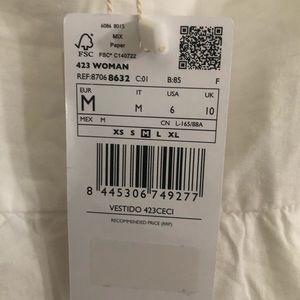 6086 8015
MIX
Paper
FSC
FSC® C140722
423 WOMAN
REF:8706 8632 C:01 B:85 F
EUR IT USA UK
M M 6 10
MEX M CN L-165/88A
XS S M L XL
8 445306 749277
VESTIDO 423CECI
RECOMMENDED PRICE (RRP)